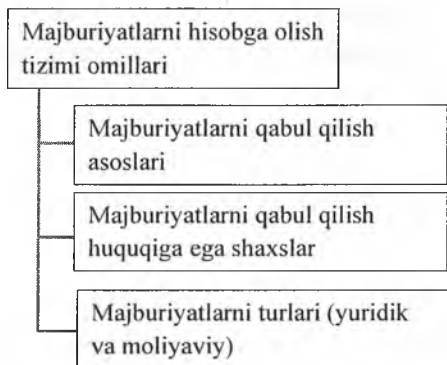 Majburiyatlarni hisobga olish
tizimi omillari
Majburiyatlarni qabul qilish
asoslari
Majburiyatlarni qabul qilish
huquqiga ega shaxslar
Majburiyatlarni turlari (yuridik
va moliyaviy)